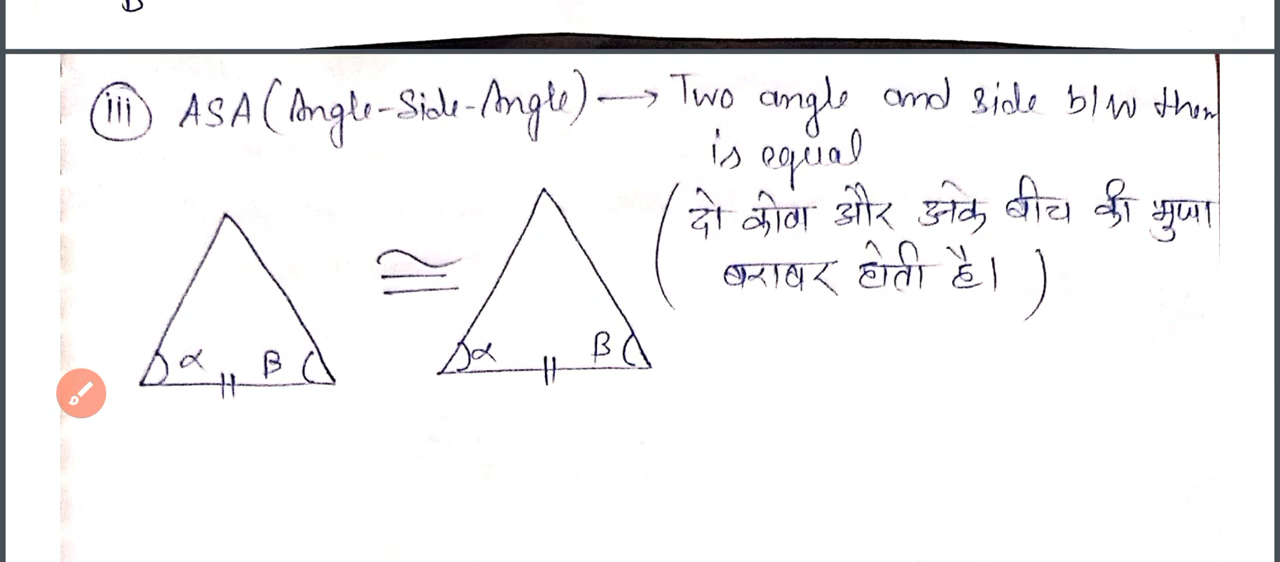 (iii) ASA (Angle-Side-Angle) → Two angle and side b/w them
is equal
(दो कोण और उनके बीच की भुजा
बराबर होती है। )
≅
α β
α β